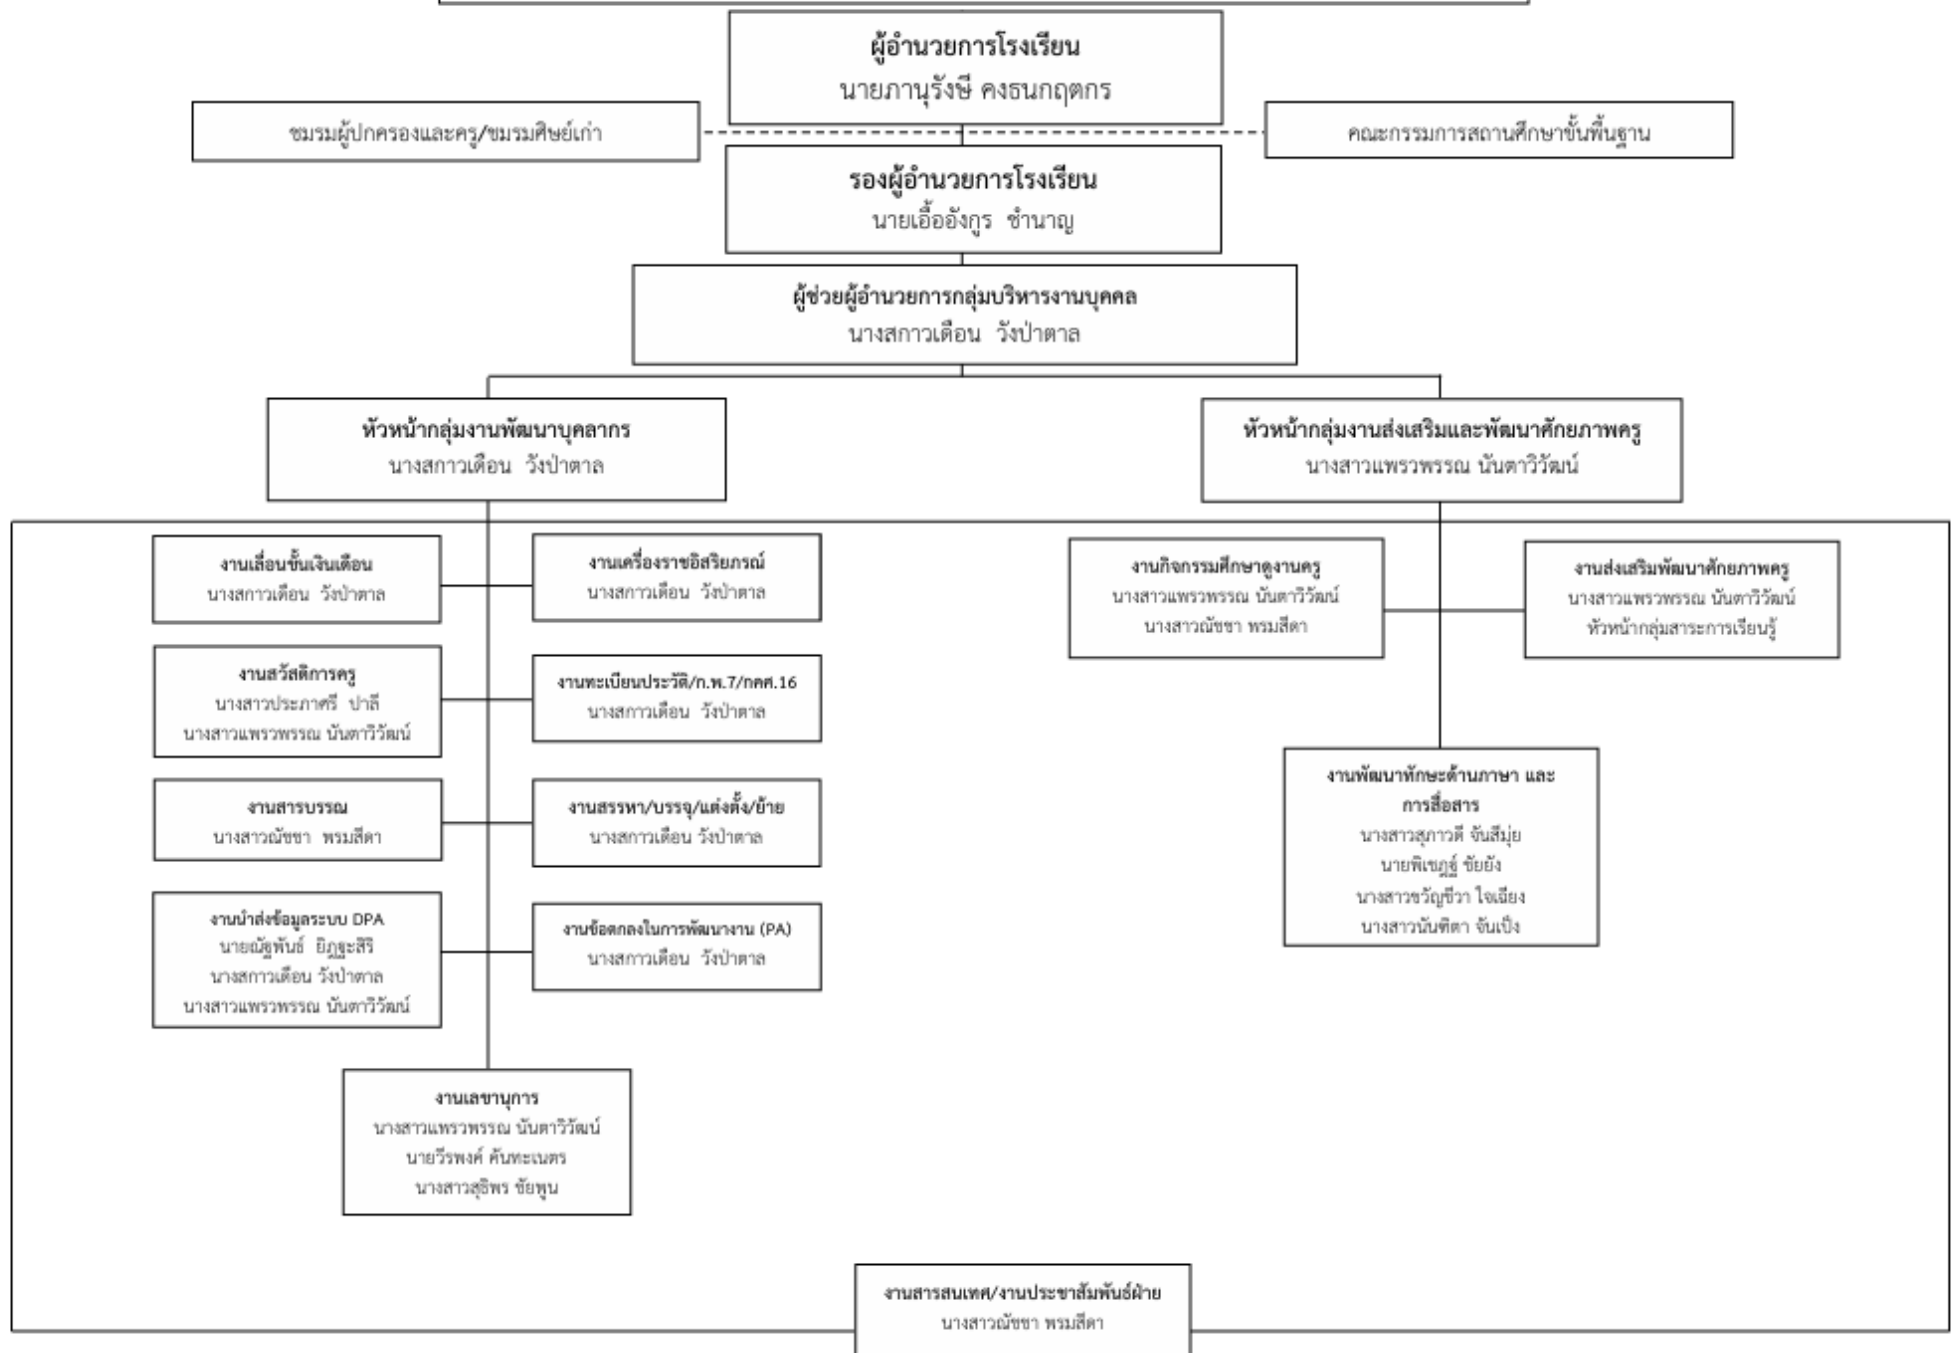 ผู้อำนวยการโรงเรียน
นายภานุรังษี คงธนกฤตกร
ชมรมผู้ปกครองและครู/ชมรมศิษย์เก่า
คณะกรรมการสถานศึกษาขั้นพื้นฐาน
รองผู้อำนวยการโรงเรียน
นายเอื้ออังกูร ชำนาญ
ผู้ช่วยผู้อำนวยการกลุ่มบริหารงานบุคคล
นางสกาวเดือน วังป่าตาล
หัวหน้ากลุ่มงานพัฒนาบุคลากร
นางสกาวเดือน วังป่าตาล
หัวหน้ากลุ่มงานส่งเสริมและพัฒนาศักยภาพครู
นางสาวแพรวพรรณ นันตาวิวัฒน์
งานเลื่อนขั้นเงินเดือน
นางสกาวเดือน วังป่าตาล
งานเครื่องราชอิสริยภรณ์
นางสกาวเดือน วังป่าตาล
งานสวัสดิการครู
นางสาวประภาศรี ปาลี
นางสาวแพรวพรรณ นันตาวิวัฒน์
งานทะเบียนประวัติ/ก.พ.7/กคศ.16
นางสกาวเดือน วังป่าตาล
งานสารบรรณ
นางสาวณัชชา พรมสีดา
งานสรรหา/บรรจุ/แต่งตั้ง/ย้าย
นางสกาวเดือน วังป่าตาล
งานนำส่งข้อมูลระบบ DPA
นายณัฐพันธ์ ยิฏฐะสิริ
นางสกาวเดือน วังป่าตาล
นางสาวแพรวพรรณ นันตาวิวัฒน์
งานข้อตกลงในการพัฒนางาน (PA)
นางสกาวเดือน วังป่าตาล
งานเลขานุการ
นางสาวแพรวพรรณ นันตาวิวัฒน์
นายวีรพงค์ คันทะเนตร
นางสาวสุธิพร ชัยพูน
งานกิจกรรมศึกษาดูงานครู
นางสาวแพรวพรรณ นันตาวิวัฒน์
นางสาวณัชชา พรมสีดา
งานส่งเสริมพัฒนาศักยภาพครู
นางสาวแพรวพรรณ นันตาวิวัฒน์
หัวหน้ากลุ่มสาระการเรียนรู้
งานพัฒนาทักษะด้านภาษา และ
การสื่อสาร
นางสาวสุภาวดี จันสีมุ่ย
นายพิเชฎฐ์ ชัยยัง
นางสาวขวัญชีวา ใจเฉียง
นางสาวนันฑิตา จันเป็ง
งานสารสนเทศ/งานประชาสัมพันธ์ฝ่าย
นางสาวณัชชา พรมสีดา